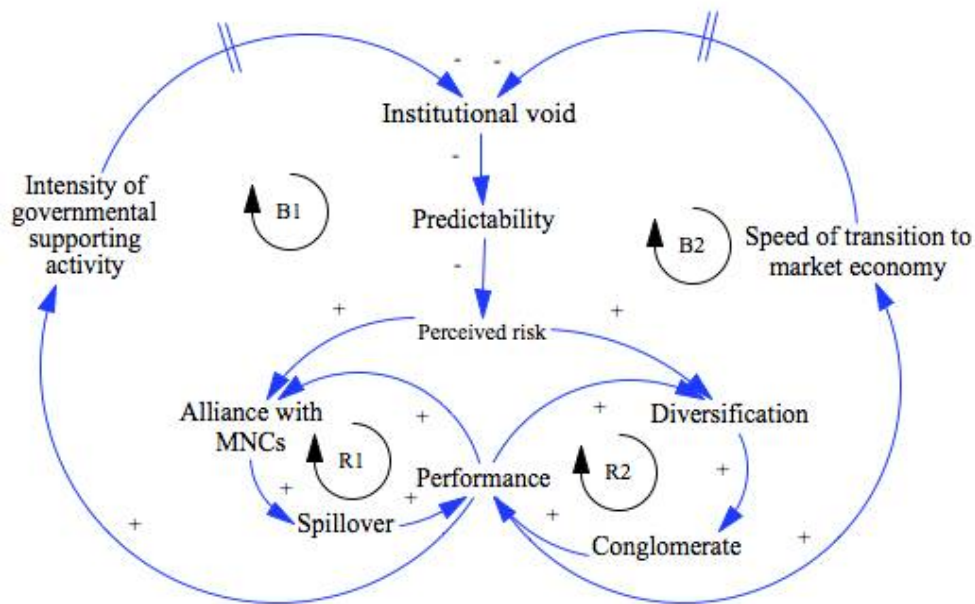 - -
Institutional void
-
Intensity of
governmental
supporting
activity
B1
Predictability
B2
Speed of transition to
market economy
-
+ +
Perceived risk
Alliance with
MNCs
+ +
Diversification
R1
Performance
R2
+
+ + +
Spillover
Conglomerate
+ +